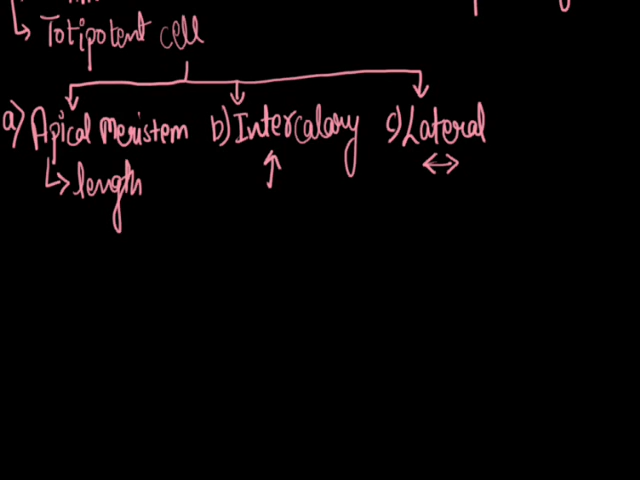 ↳ Totipotent cell
a) Apical Meristem b) Intercalary c) Lateral
↳ length ↑ ↔